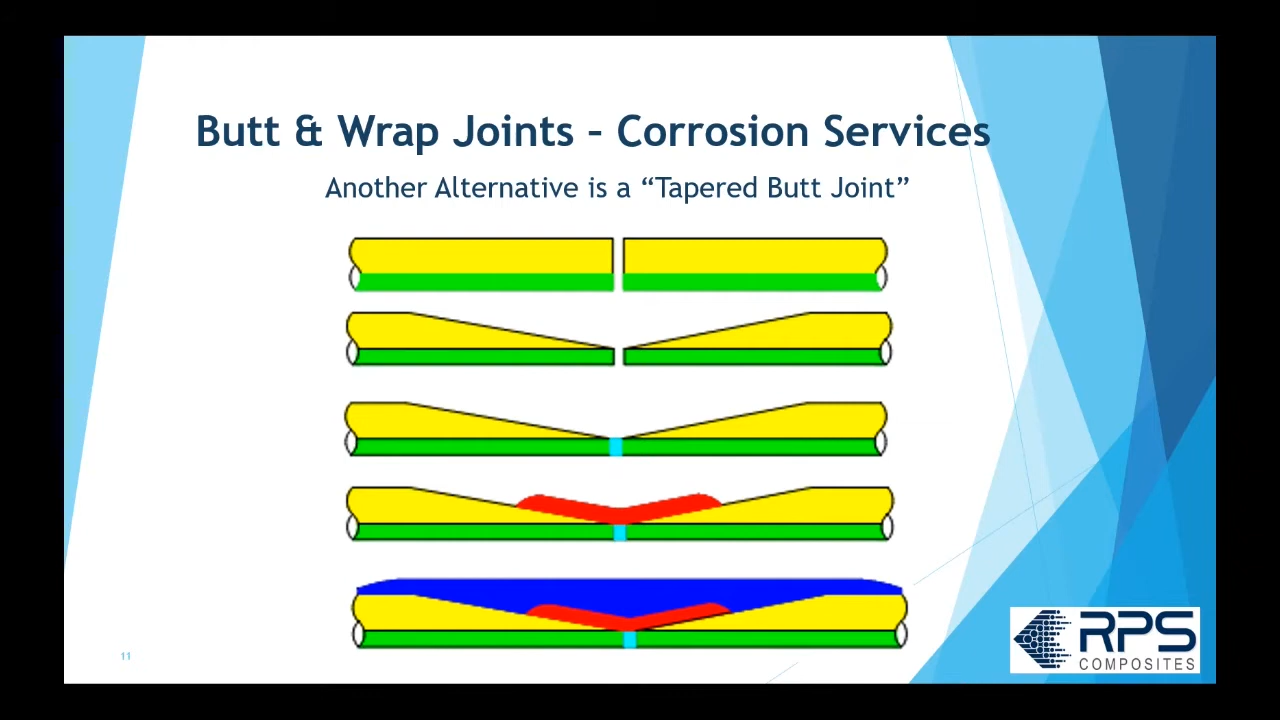 Butt & Wrap Joints – Corrosion Services
Another Alternative is a “Tapered Butt Joint”
11
RPS
COMPOSITES